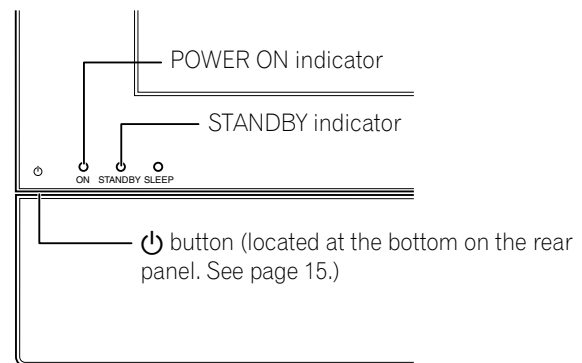 POWER ON indicator
STANDBY indicator
ON STANDBY SLEEP
⏻ button (located at the bottom on the rear
panel. See page 15.)